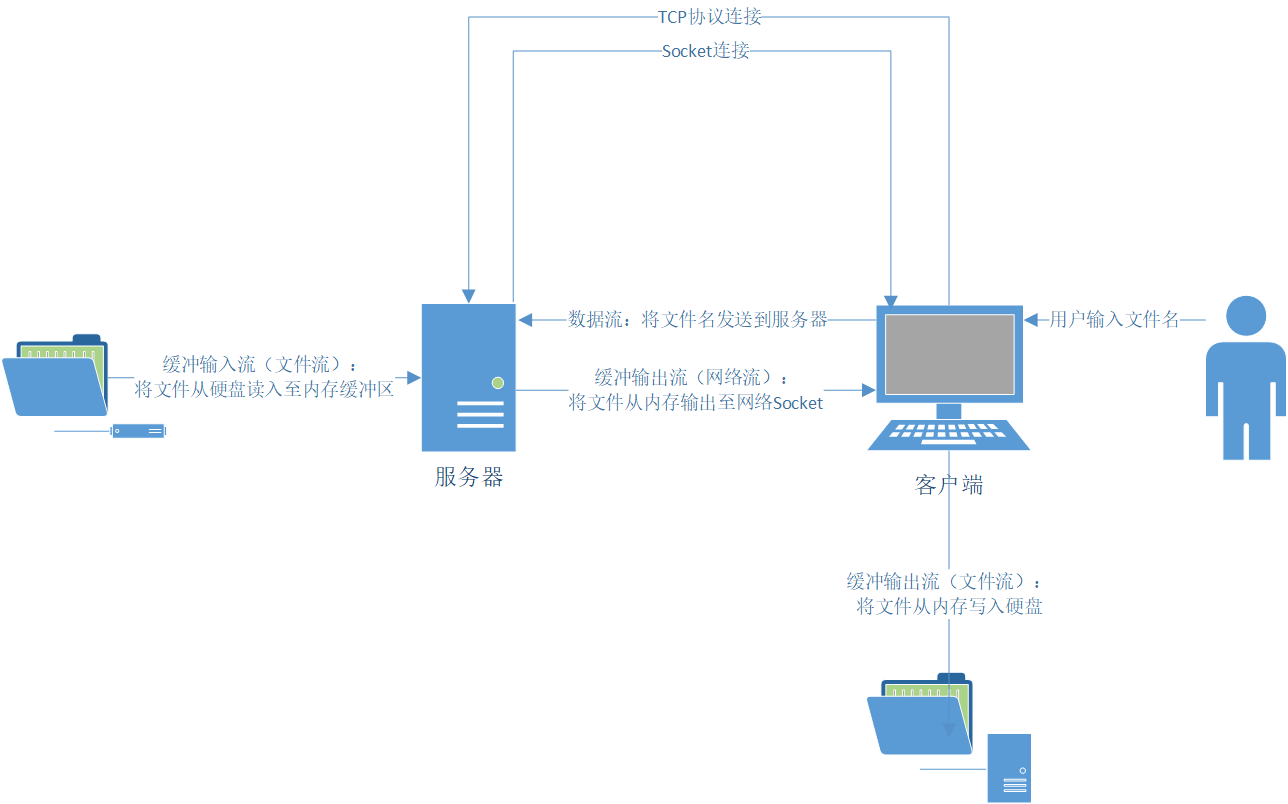 TCP协议连接
Socket连接
数据流：将文件名发送到服务器
用户输入文件名
缓冲输入流（文件流）：
将文件从硬盘读入至内存缓冲区
缓冲输出流（网络流）：
将文件从内存输出至网络Socket
服务器
客户端
缓冲输出流（文件流）：
将文件从内存写入硬盘